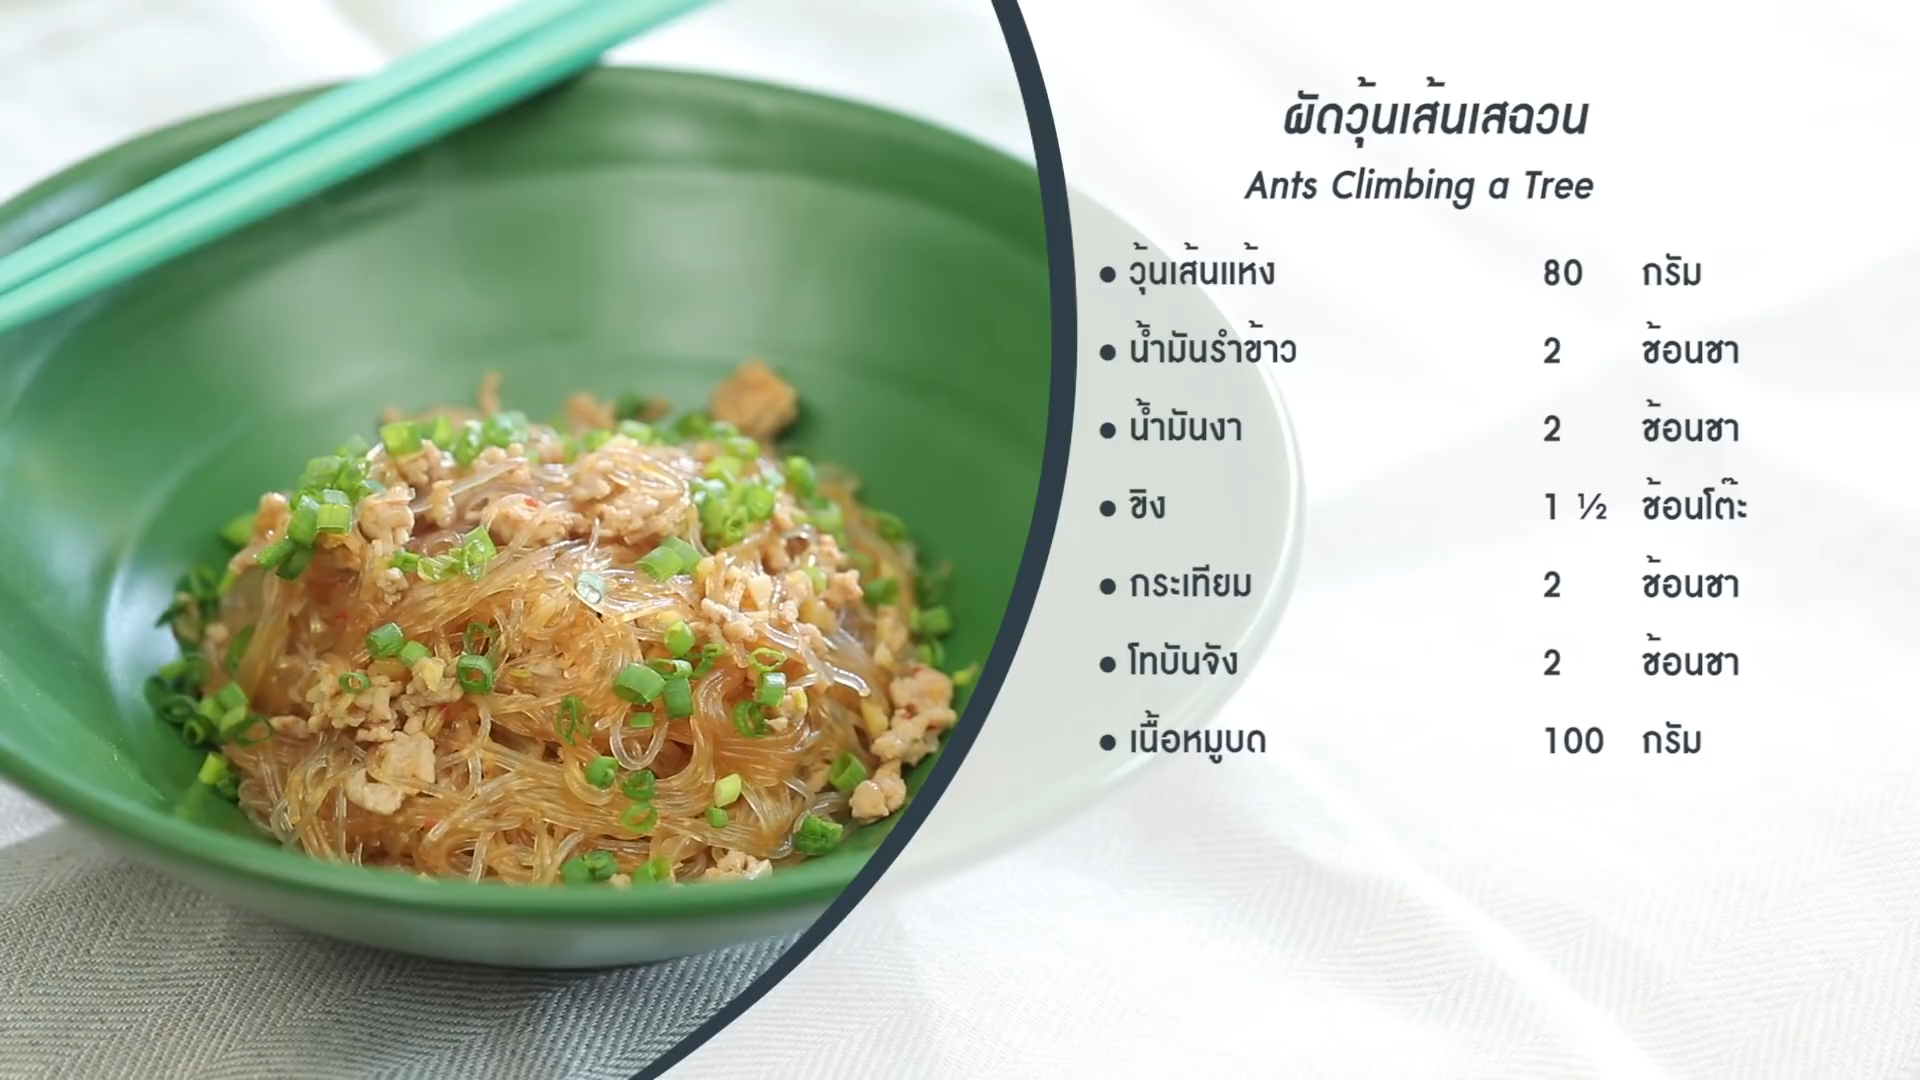 ผัดวุ้นเส้นเสฉวน
Ants Climbing a Tree
• วุ้นเส้นแห้ง 80 กรัม
• น้ำมันรำข้าว 2 ช้อนชา
• น้ำมันงา 2 ช้อนชา
• ขิง 1 ½ ช้อนโต๊ะ
• กระเทียม 2 ช้อนชา
• โทบันจัง 2 ช้อนชา
• เนื้อหมูบด 100 กรัม